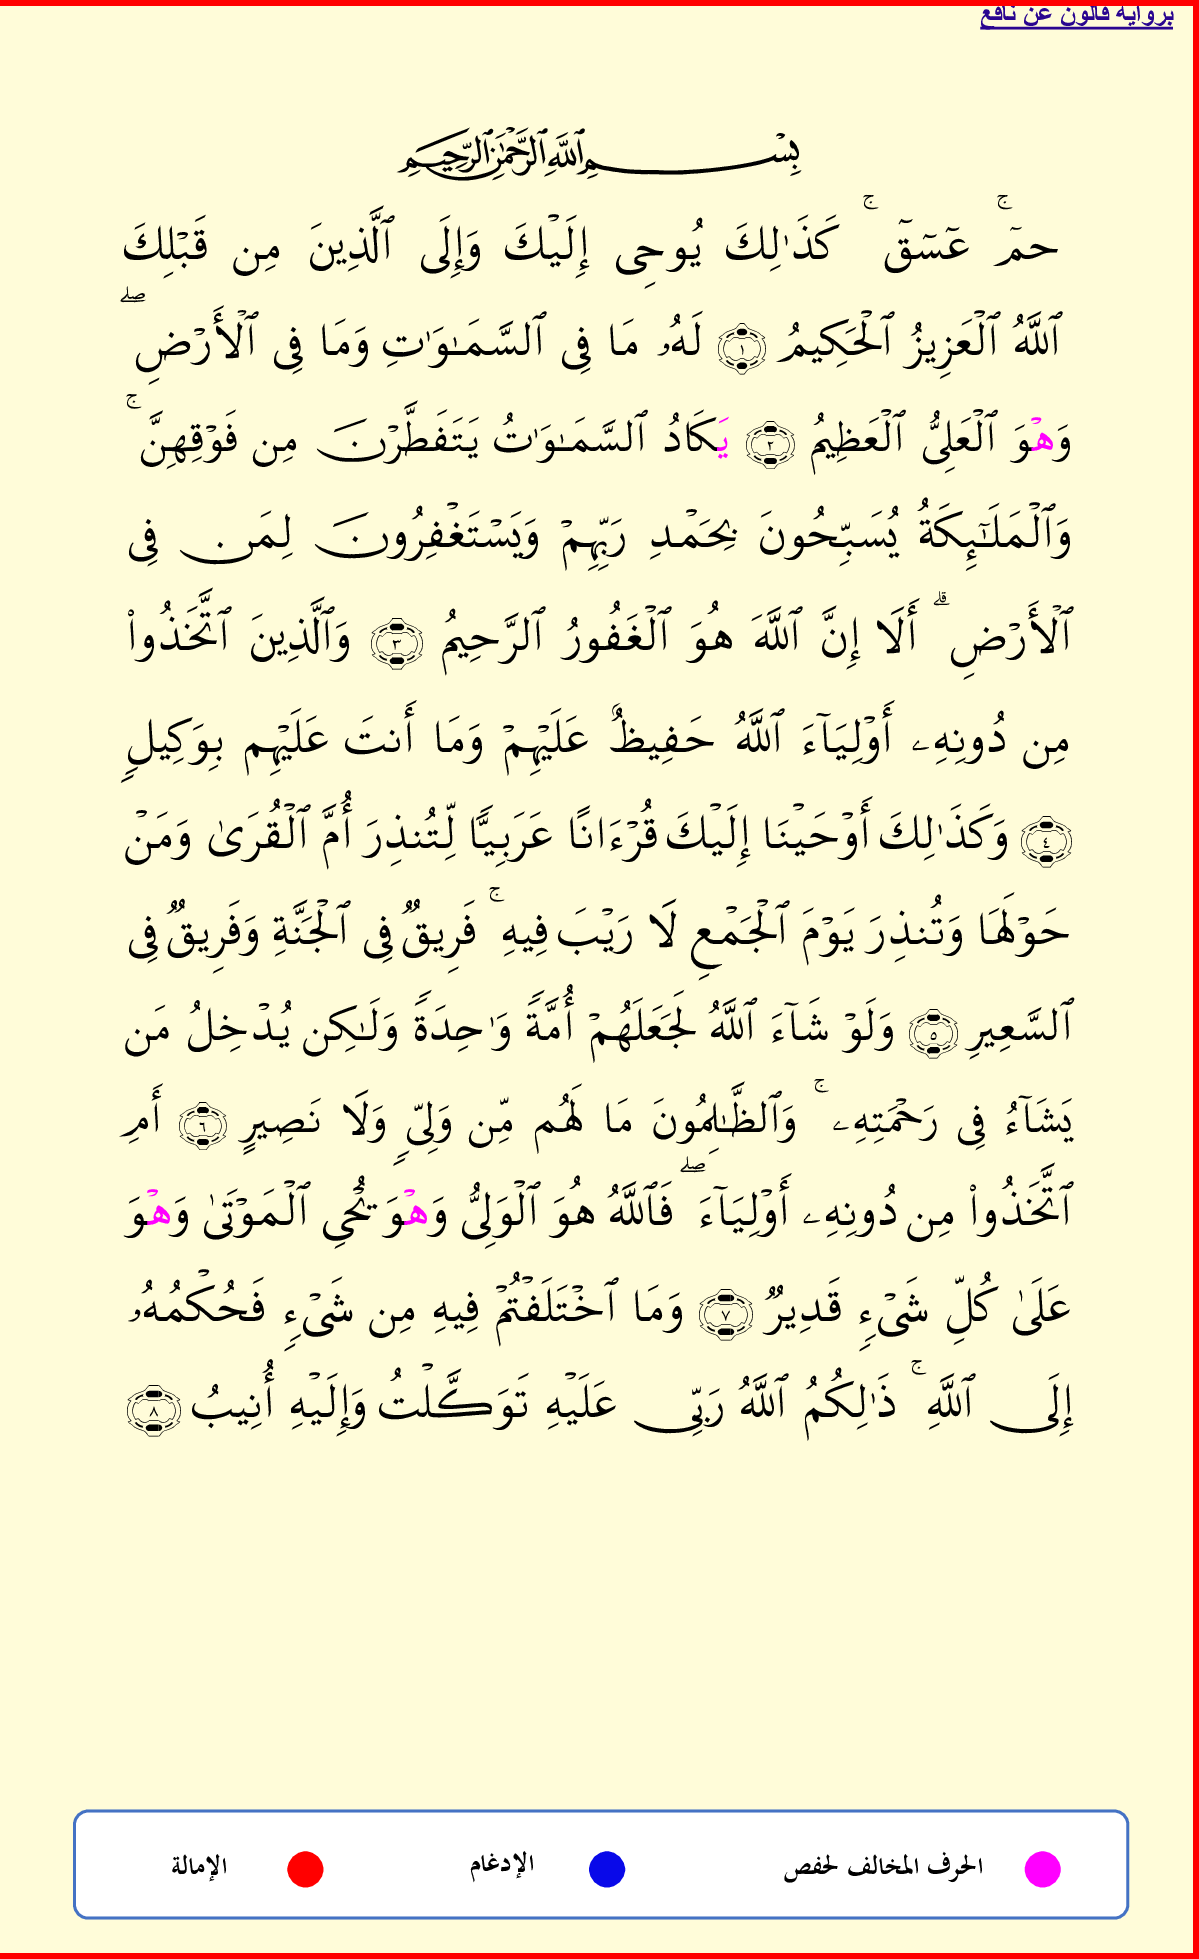 برواية قالون عن نافع
بِسْمِ ٱللَّهِ ٱلرَّحْمَٰنِ ٱلرَّحِيمِ
حمٓ ۚ عٓسٓقٓ ۚ كَذَٰلِكَ يُوحِى إِلَيْكَ وَإِلَى ٱلَّذِينَ مِن قَبْلِكَ
ٱللَّهُ ٱلْعَزِيزُ ٱلْحَكِيمُ ١ لَهُۥ مَا فِى ٱلسَّمَٰوَٰتِ وَمَا فِى ٱلْأَرْضِ ۖ
وَهْوَ ٱلْعَلِىُّ ٱلْعَظِيمُ ٢ يَكَادُ ٱلسَّمَٰوَٰتُ يَتَفَطَّرْنَ مِن فَوْقِهِنَّ ۚ
وَٱلْمَلَٰٓئِكَةُ يُسَبِّحُونَ بِحَمْدِ رَبِّهِمْ وَيَسْتَغْفِرُونَ لِمَن فِى
ٱلْأَرْضِ ۗ أَلَا إِنَّ ٱللَّهَ هُوَ ٱلْغَفُورُ ٱلرَّحِيمُ ٣ وَٱلَّذِينَ ٱتَّخَذُوا۟
مِن دُونِهِۦ أَوْلِيَآءَ ٱللَّهُ حَفِيظٌ عَلَيْهِمْ وَمَا أَنتَ عَلَيْهِم بِوَكِيلٍ
٤ وَكَذَٰلِكَ أَوْحَيْنَا إِلَيْكَ قُرْءَانًا عَرَبِيًّا لِّتُنذِرَ أُمَّ ٱلْقُرَىٰ وَمَنْ
حَوْلَهَا وَتُنذِرَ يَوْمَ ٱلْجَمْعِ لَا رَيْبَ فِيهِ ۚ فَرِيقٌ فِى ٱلْجَنَّةِ وَفَرِيقٌ فِى
ٱلسَّعِيرِ ٥ وَلَوْ شَآءَ ٱللَّهُ لَجَعَلَهُمْ أُمَّةً وَٰحِدَةً وَلَٰكِن يُدْخِلُ مَن
يَشَآءُ فِى رَحْمَتِهِۦ ۚ وَٱلظَّٰلِمُونَ مَا لَهُم مِّن وَلِىٍّ وَلَا نَصِيرٍ ٦ أَمِ
ٱتَّخَذُوا۟ مِن دُونِهِۦ أَوْلِيَآءَ ۖ فَٱللَّهُ هُوَ ٱلْوَلِىُّ وَهْوَ يُحْىِ ٱلْمَوْتَىٰ وَهْوَ
عَلَىٰ كُلِّ شَىْءٍ قَدِيرٌ ٧ وَمَا ٱخْتَلَفْتُمْ فِيهِ مِن شَىْءٍ فَحُكْمُهُۥ
إِلَى ٱللَّهِ ۚ ذَٰلِكُمُ ٱللَّهُ رَبِّى عَلَيْهِ تَوَكَّلْتُ وَإِلَيْهِ أُنِيبُ ٨
الحرف المخالف لحفص الإدغام الإمالة